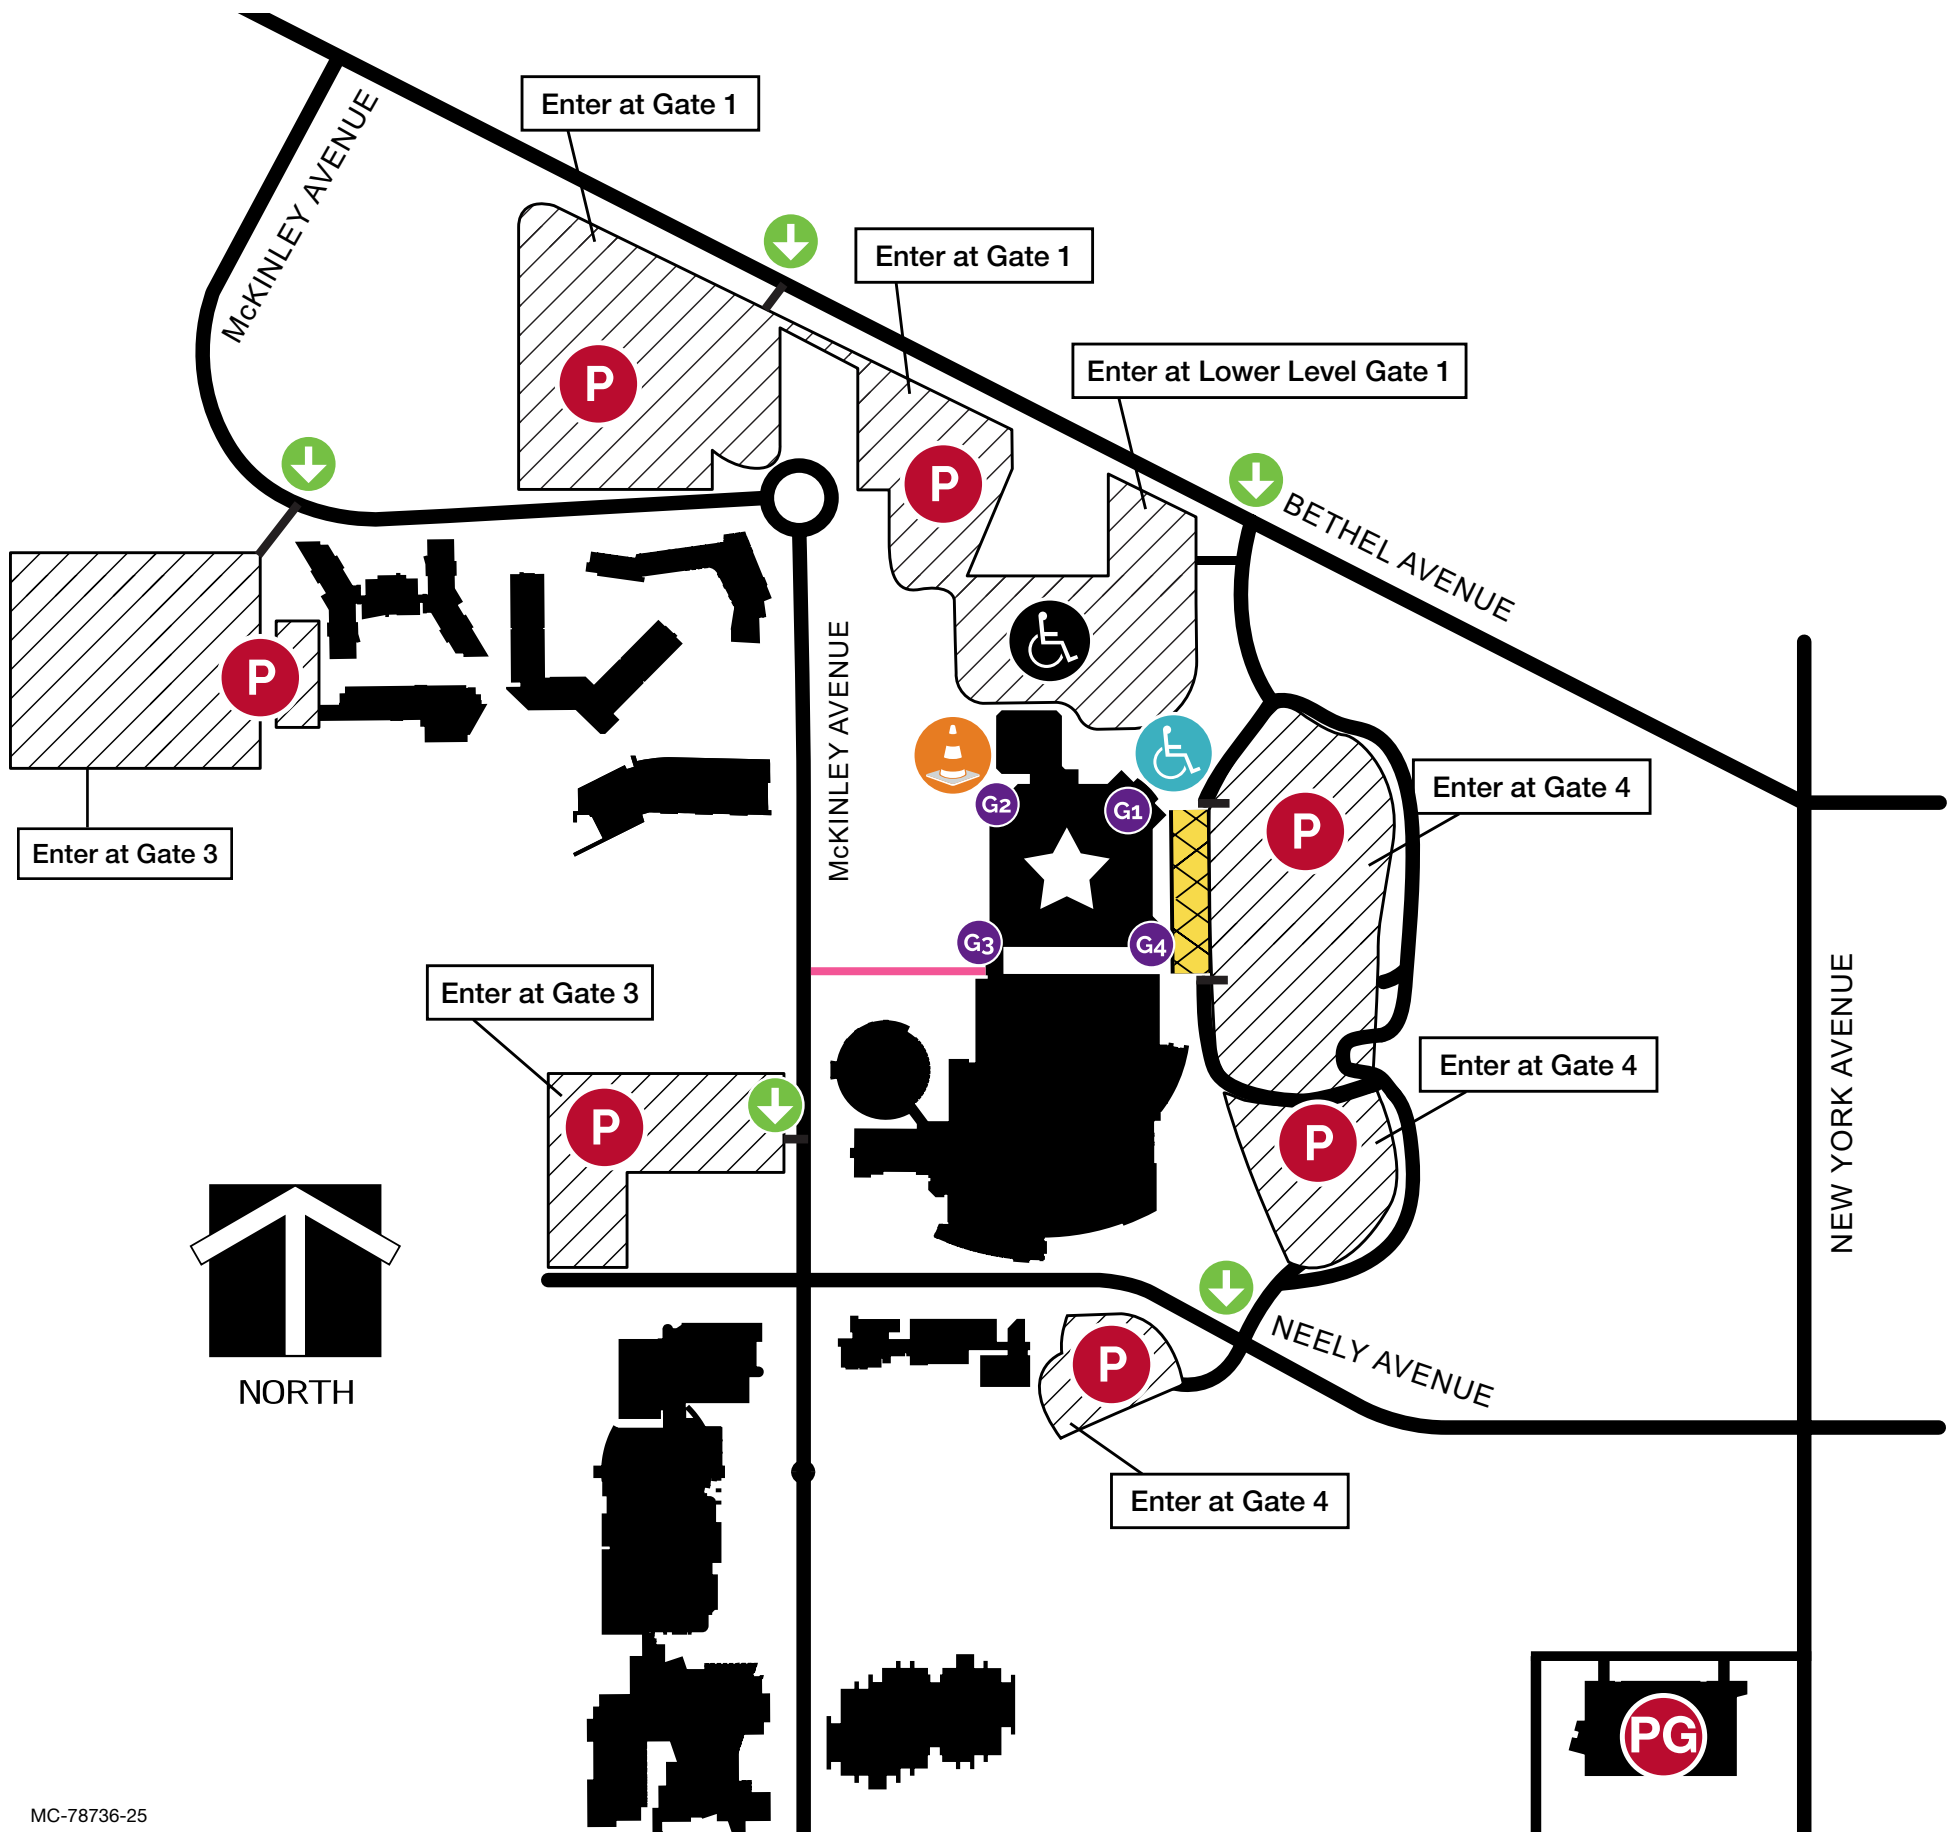 Enter at Gate 1
McKINLEY AVENUE
Enter at Gate 1
Enter at Lower Level Gate 1
P
P
BETHEL AVENUE
P
McKINLEY AVENUE
Enter at Gate 4
G2
G1
P
Enter at Gate 3
G3
G4
Enter at Gate 3
NEW YORK AVENUE
Enter at Gate 4
P
P
NEELY AVENUE
P
NORTH
Enter at Gate 4
PG
MC-78736-25